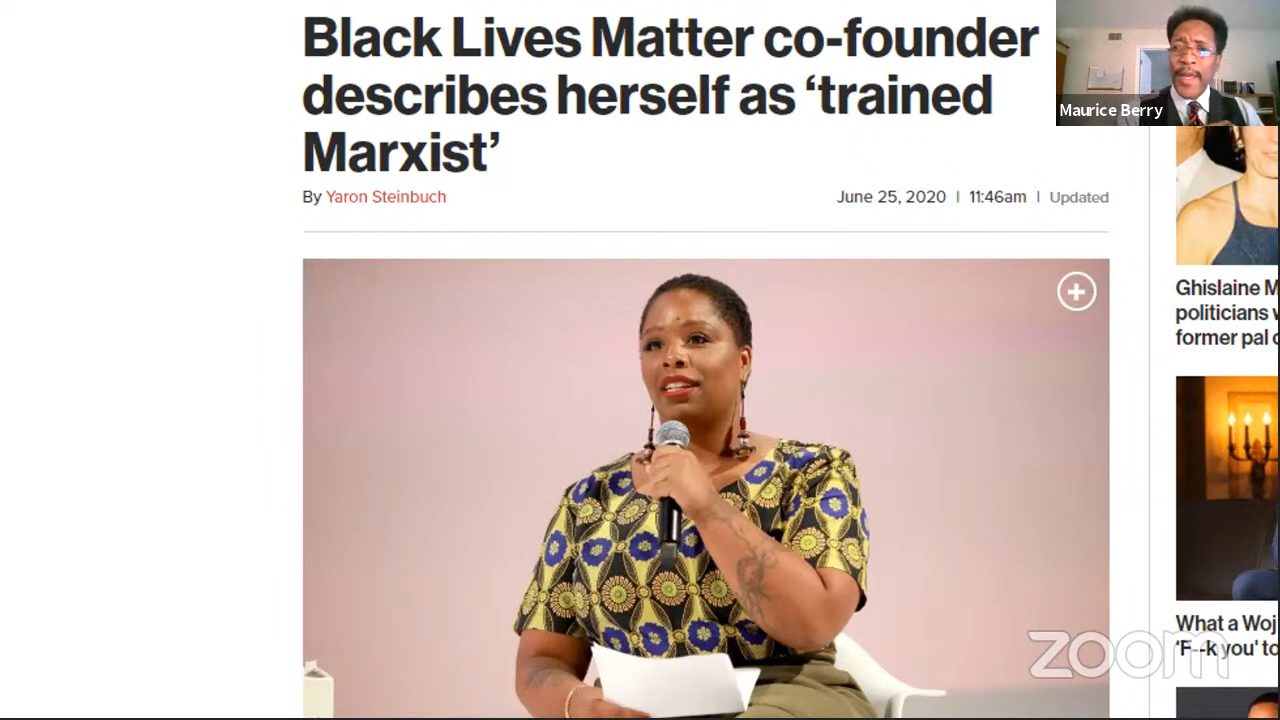 Black Lives Matter co-founder
describes herself as ‘trained
Marxist’
By Yaron Steinbuch
June 25, 2020 | 11:46am | Updated
Maurice Berry
Ghislaine M
politicians
former pal
What a Woj
'F--k you' to
zoom